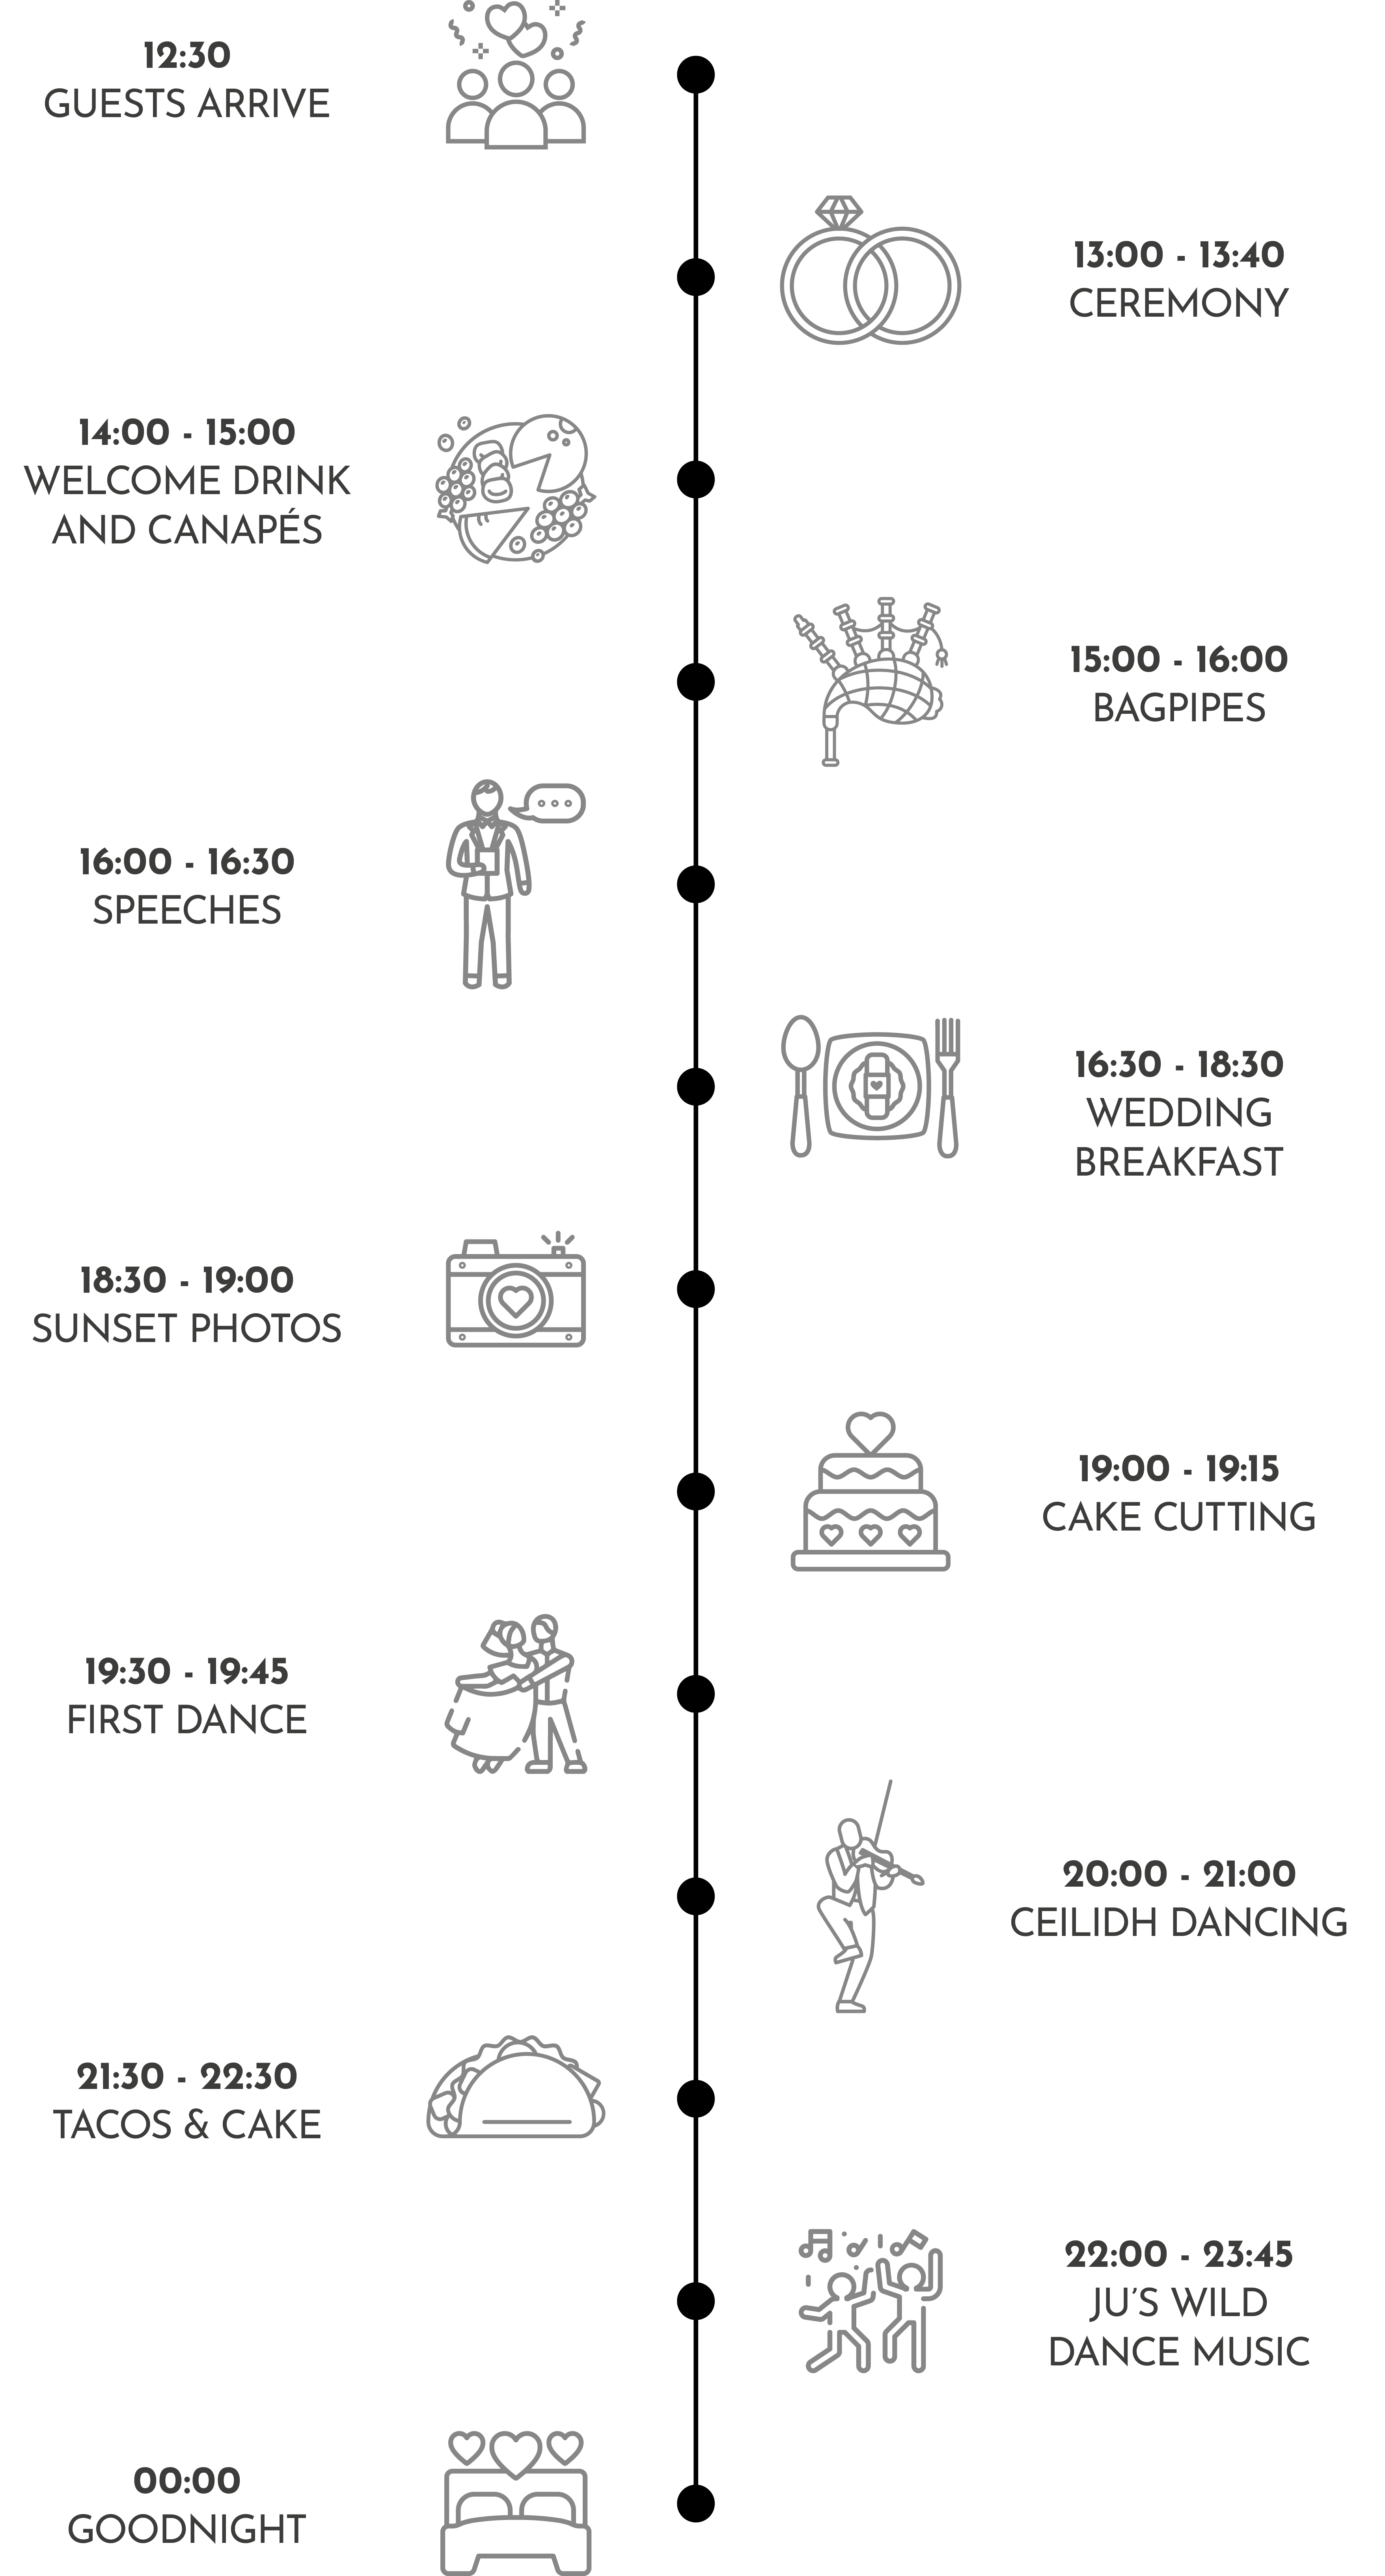 12:30
GUESTS ARRIVE
13:00 - 13:40
CEREMONY
14:00 - 15:00
WELCOME DRINK
AND CANAPÉS
15:00 - 16:00
BAGPIPES
16:00 - 16:30
SPEECHES
16:30 - 18:30
WEDDING
BREAKFAST
18:30 - 19:00
SUNSET PHOTOS
19:00 - 19:15
CAKE CUTTING
19:30 - 19:45
FIRST DANCE
20:00 - 21:00
CEILIDH DANCING
21:30 - 22:30
TACOS & CAKE
22:00 - 23:45
JU'S WILD
DANCE MUSIC
00:00
GOODNIGHT